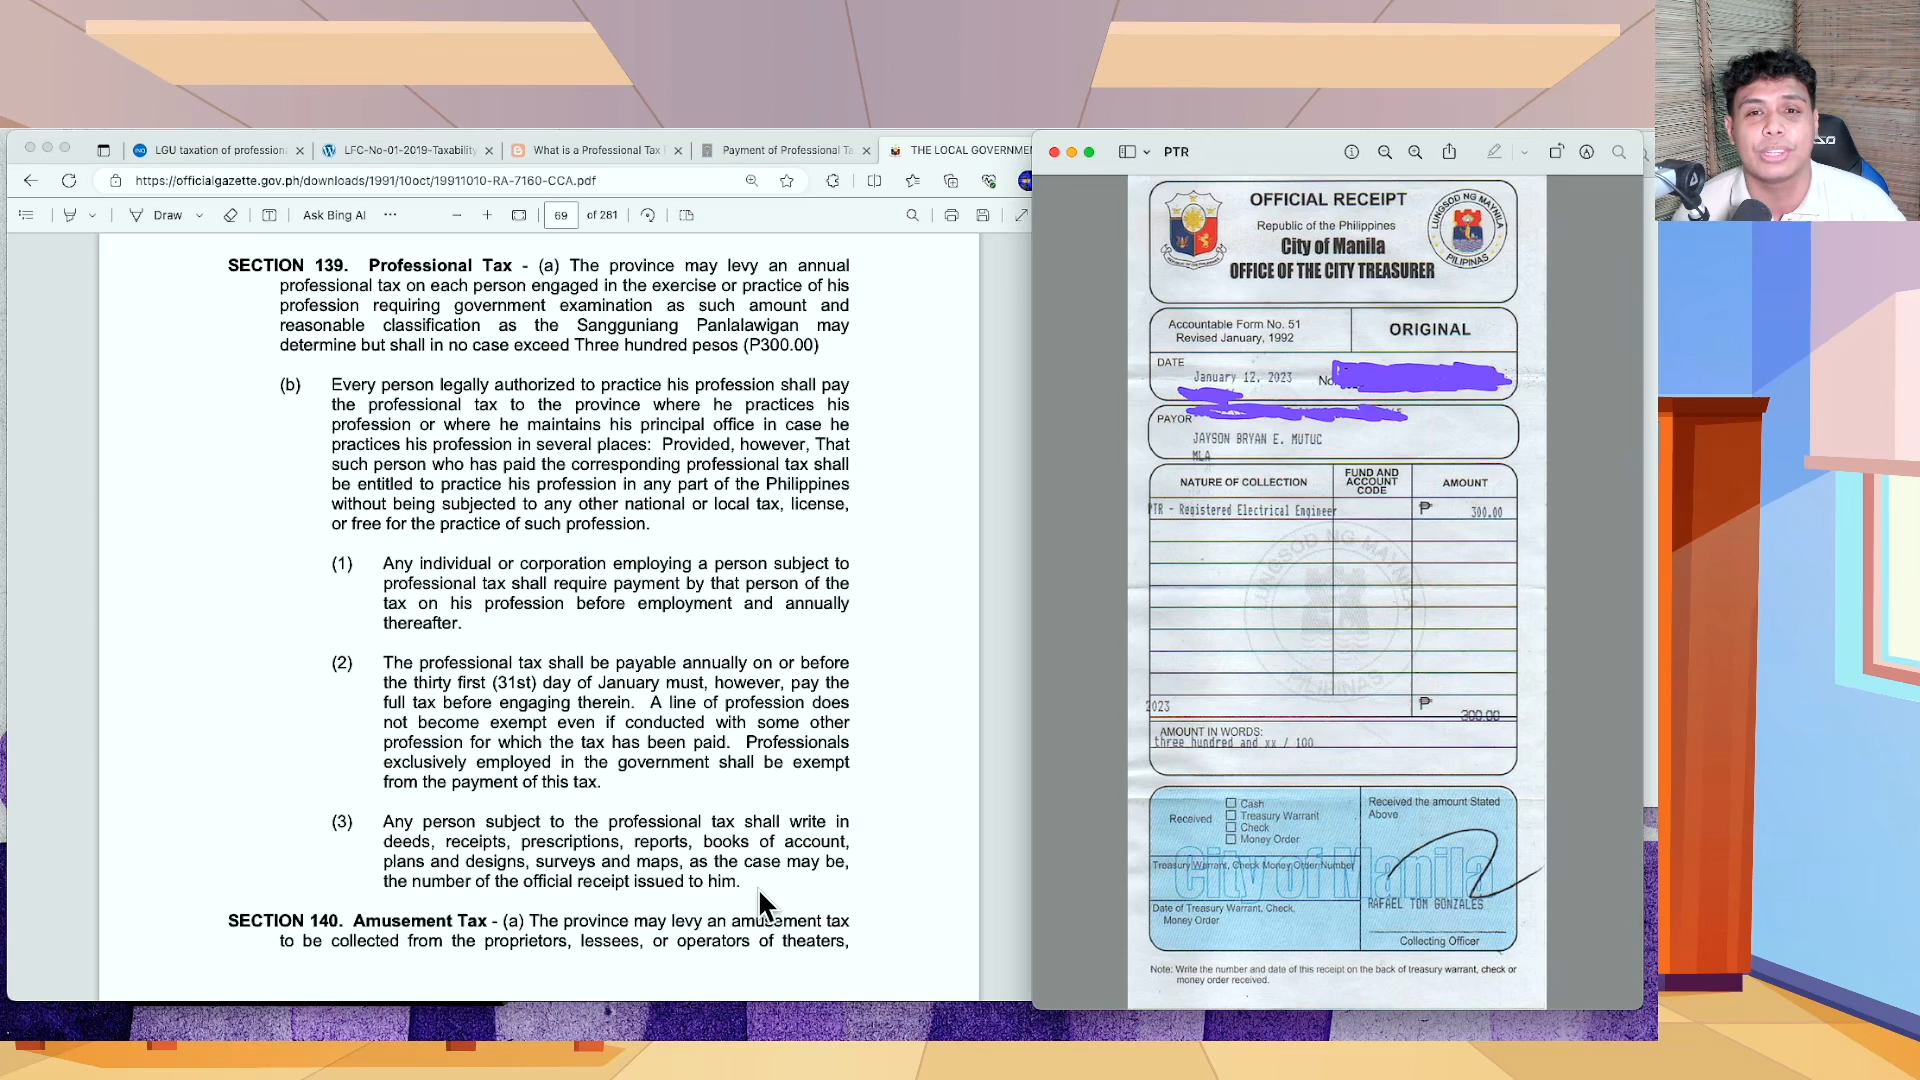 LGU taxation of profession
LFC-No-01-2019-Taxability
What is a Professional Tax
Payment of Professional Ta
THE LOCAL GOVERNMEN
https://officialgazette.gov.ph/downloads/1991/10oct/19911010-RA-7160-CCA.pdf
Draw
Ask Bing AI
69 of 281
SECTION 139. Professional Tax - (a) The province may levy an annual
professional tax on each person engaged in the exercise or practice of his
profession requiring government examination as such amount and
reasonable classification as the Sangguniang Panlalawigan may
determine but shall in no case exceed Three hundred pesos (P300.00)
(b) Every person legally authorized to practice his profession shall pay
the professional tax to the province where he practices his
profession or where he maintains his principal office in case he
practices his profession in several places: Provided, however, That
such person who has paid the corresponding professional tax shall
be entitled to practice his profession in any part of the Philippines
without being subjected to any other national or local tax, license,
or free for the practice of such profession.
(1) Any individual or corporation employing a person subject to
professional tax shall require payment by that person of the
tax on his profession before employment and annually
thereafter.
(2) The professional tax shall be payable annually on or before
the thirty first (31st) day of January must, however, pay the
full tax before engaging therein. A line of profession does
not become exempt even if conducted with some other
profession for which the tax has been paid. Professionals
exclusively employed in the government shall be exempt
from the payment of this tax.
(3) Any person subject to the professional tax shall write in
deeds, receipts, prescriptions, reports, books of account,
plans and designs, surveys and maps, as the case may be,
the number of the official receipt issued to him.
SECTION 140. Amusement Tax - (a) The province may levy an amusement tax
to be collected from the proprietors, lessees, or operators of theaters,
PTR
OFFICIAL RECEIPT
Republic of the Philippines
City of Manila
OFFICE OF THE CITY TREASURER
LUNGSOD NG MAYNILA
PILIPINAS
Accountable Form No. 51
Revised January, 1992
ORIGINAL
DATE
January 12, 2023
No.
PAYOR
JAYSON BRYAN E. MUTUC
MLA
NATURE OF COLLECTION
FUND AND
ACCOUNT
CODE
AMOUNT
PTR - Registered Electrical Engineer ₱ 300.00
LUNGSOD NG MAYNILA
PILIPINAS
2023 ₱ 300.00
AMOUNT IN WORDS:
three hundred and xx / 100
Received
Cash
Treasury Warrant
Check
Money Order
Received the amount Stated
Above
City of Manila
Treasury Warrant, Check Money Order Number
RAFAEL TOM GONZALES
Date of Treasury Warrant, Check,
Money Order
Collecting Officer
Note: Write the number and date of this receipt on the back of treasury warrant, check or
money order received.